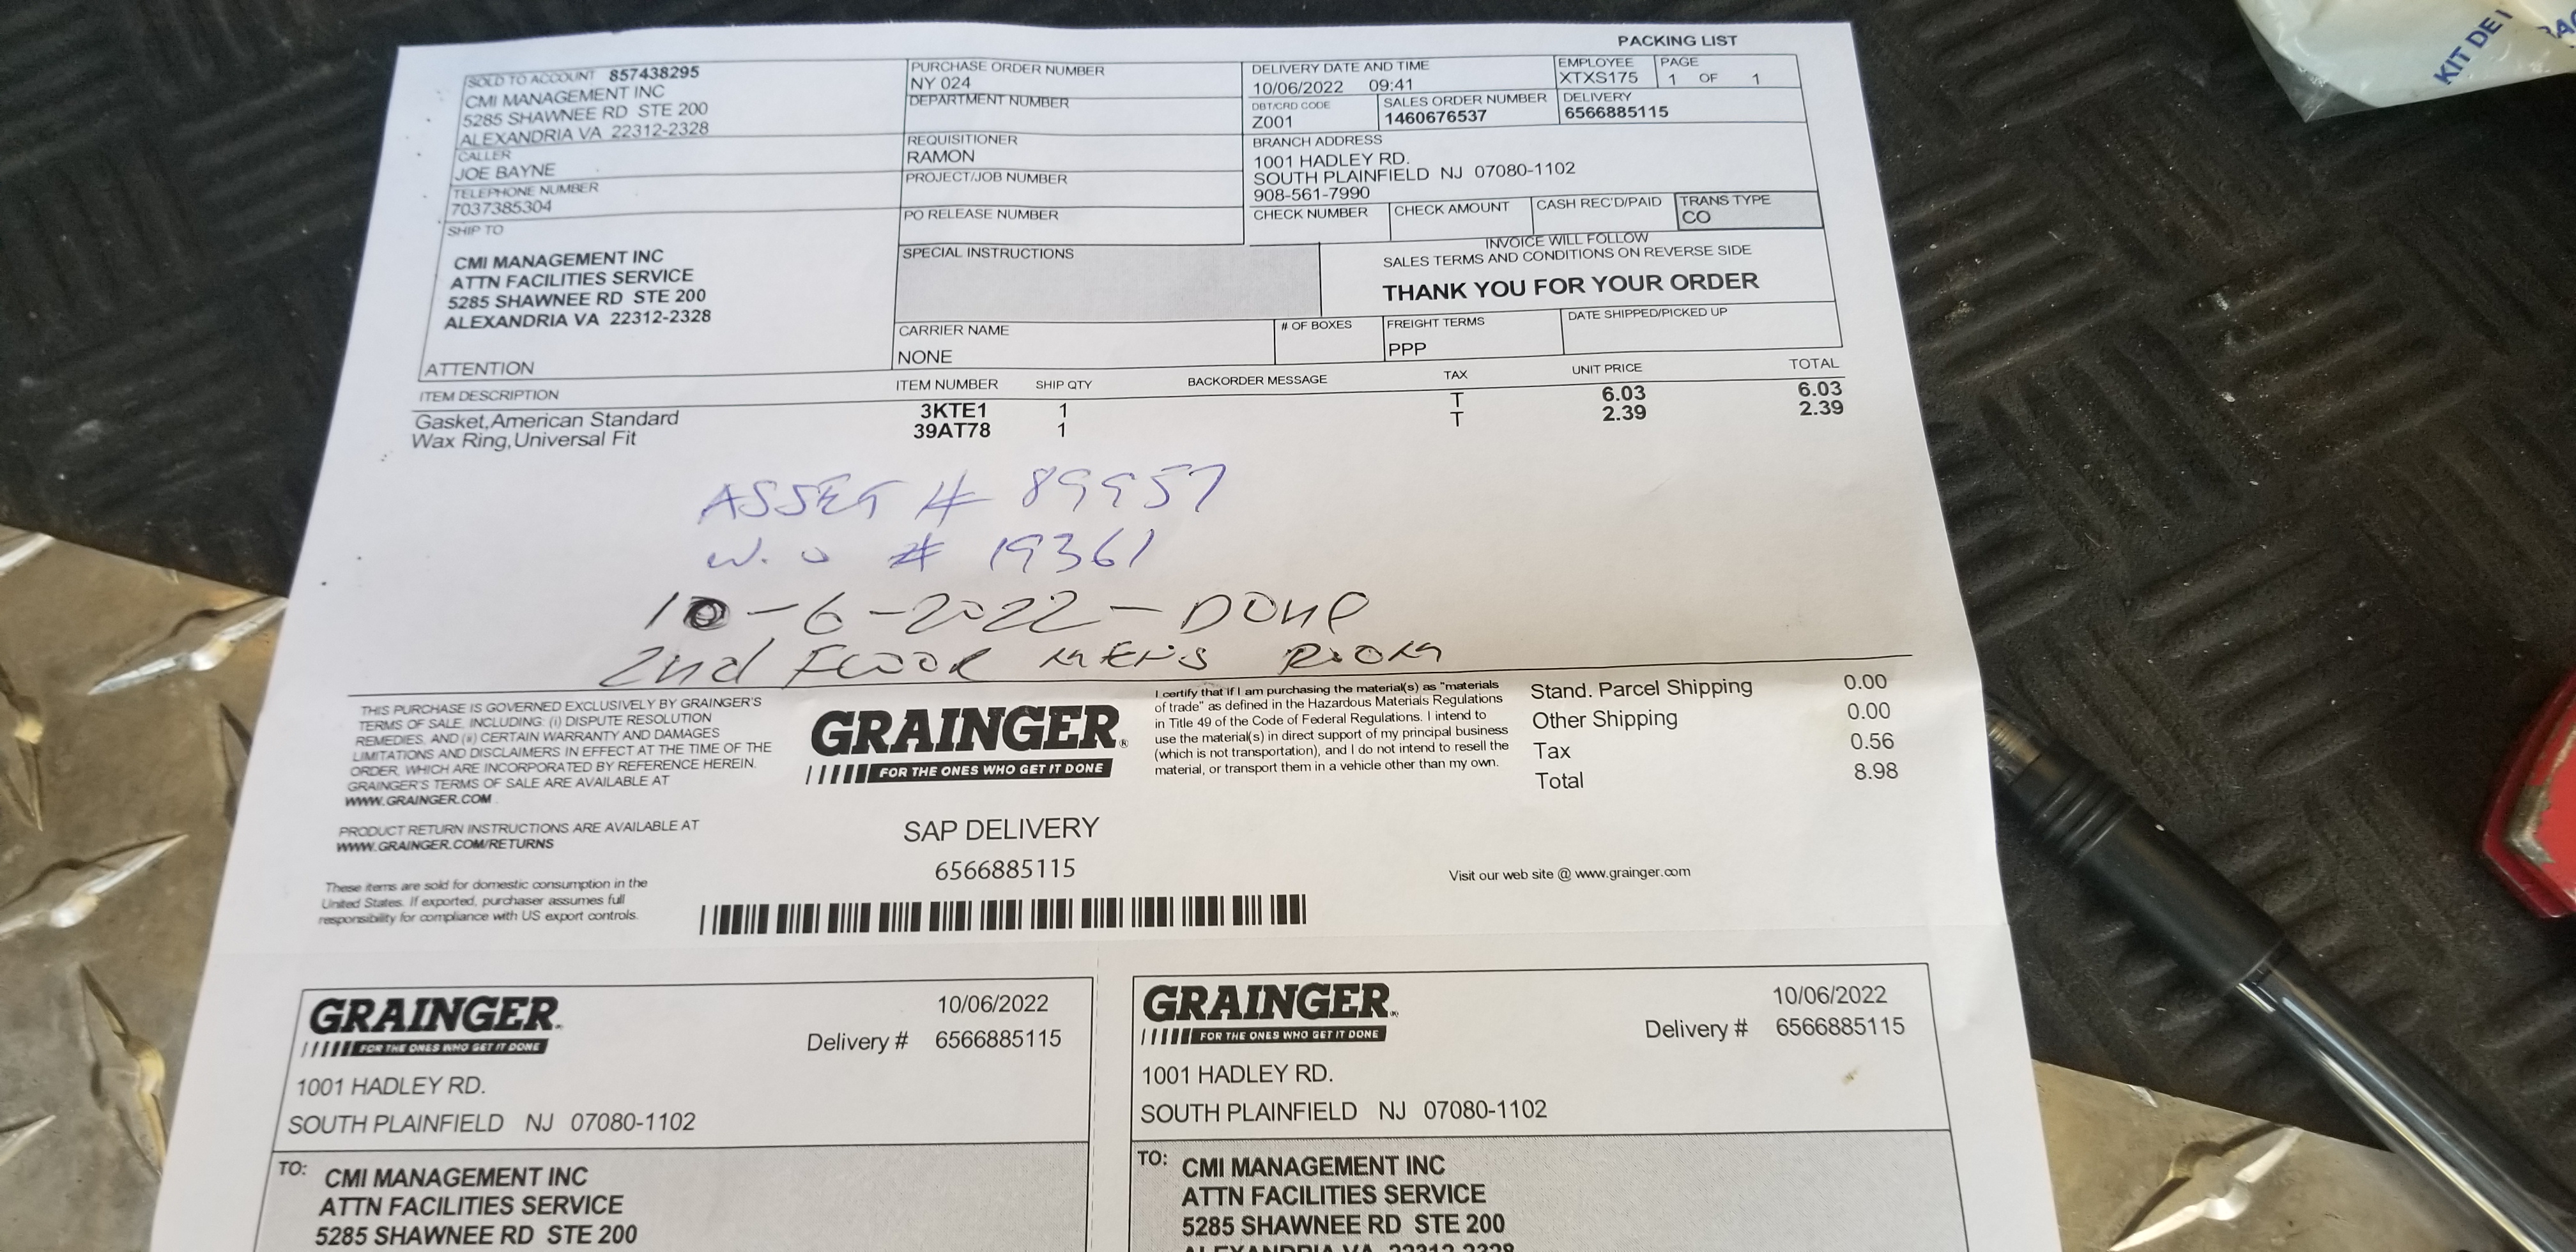 PACKING LIST
SOLD TO ACCOUNT 857438295
CMI MANAGEMENT INC
5285 SHAWNEE RD STE 200
ALEXANDRIA VA 22312-2328
CALLER
JOE BAYNE
TELEPHONE NUMBER
7037385304
SHIP TO
CMI MANAGEMENT INC
ATTN FACILITIES SERVICE
5285 SHAWNEE RD STE 200
ALEXANDRIA VA 22312-2328
ATTENTION
PURCHASE ORDER NUMBER
NY 024
DEPARTMENT NUMBER
REQUISITIONER
RAMON
PROJECT/JOB NUMBER
PO RELEASE NUMBER
SPECIAL INSTRUCTIONS
CARRIER NAME
NONE
DELIVERY DATE AND TIME
10/06/2022 09:41
EMPLOYEE
XTXS175
PAGE
1 OF 1
DBT/CRD CODE
Z001
SALES ORDER NUMBER
1460676537
DELIVERY
6566885115
BRANCH ADDRESS
1001 HADLEY RD.
SOUTH PLAINFIELD NJ 07080-1102
908-561-7990
CHECK NUMBER
CHECK AMOUNT
CASH REC'D/PAID
TRANS TYPE
CO
INVOICE WILL FOLLOW
SALES TERMS AND CONDITIONS ON REVERSE SIDE
THANK YOU FOR YOUR ORDER
# OF BOXES
FREIGHT TERMS
PPP
DATE SHIPPED/PICKED UP
ITEM DESCRIPTION ITEM NUMBER SHIP QTY BACKORDER MESSAGE TAX UNIT PRICE TOTAL
Gasket,American Standard 3KTE1 1 T 6.03 6.03
Wax Ring,Universal Fit 39AT78 1 T 2.39 2.39
ASSET # 89957
W.O # 19361
10-6-2022-DONE
2nd FLOOR MEN'S ROOM
THIS PURCHASE IS GOVERNED EXCLUSIVELY BY GRAINGER'S
TERMS OF SALE, INCLUDING: (I) DISPUTE RESOLUTION
REMEDIES, AND (II) CERTAIN WARRANTY AND DAMAGES
LIMITATIONS AND DISCLAIMERS IN EFFECT AT THE TIME OF THE
ORDER, WHICH ARE INCORPORATED BY REFERENCE HEREIN.
GRAINGER'S TERMS OF SALE ARE AVAILABLE AT
WWW.GRAINGER.COM.
PRODUCT RETURN INSTRUCTIONS ARE AVAILABLE AT
WWW.GRAINGER.COM/RETURNS
These items are sold for domestic consumption in the
United States. If exported, purchaser assumes full
responsibility for compliance with US export controls.
GRAINGER®
FOR THE ONES WHO GET IT DONE
SAP DELIVERY
6566885115
I certify that if I am purchasing the material(s) as "materials
of trade" as defined in the Hazardous Materials Regulations
in Title 49 of the Code of Federal Regulations. I intend to
use the material(s) in direct support of my principal business
(which is not transportation), and I do not intend to resell the
material, or transport them in a vehicle other than my own.
Stand. Parcel Shipping 0.00
Other Shipping 0.00
Tax 0.56
Total 8.98
Visit our web site @ www.grainger.com
GRAINGER®
FOR THE ONES WHO GET IT DONE
10/06/2022
Delivery # 6566885115
1001 HADLEY RD.
SOUTH PLAINFIELD NJ 07080-1102
TO: CMI MANAGEMENT INC
ATTN FACILITIES SERVICE
5285 SHAWNEE RD STE 200
GRAINGER®
FOR THE ONES WHO GET IT DONE
10/06/2022
Delivery # 6566885115
1001 HADLEY RD.
SOUTH PLAINFIELD NJ 07080-1102
TO: CMI MANAGEMENT INC
ATTN FACILITIES SERVICE
5285 SHAWNEE RD STE 200
ALEXANDRIA VA 22312-2328
KIT DE